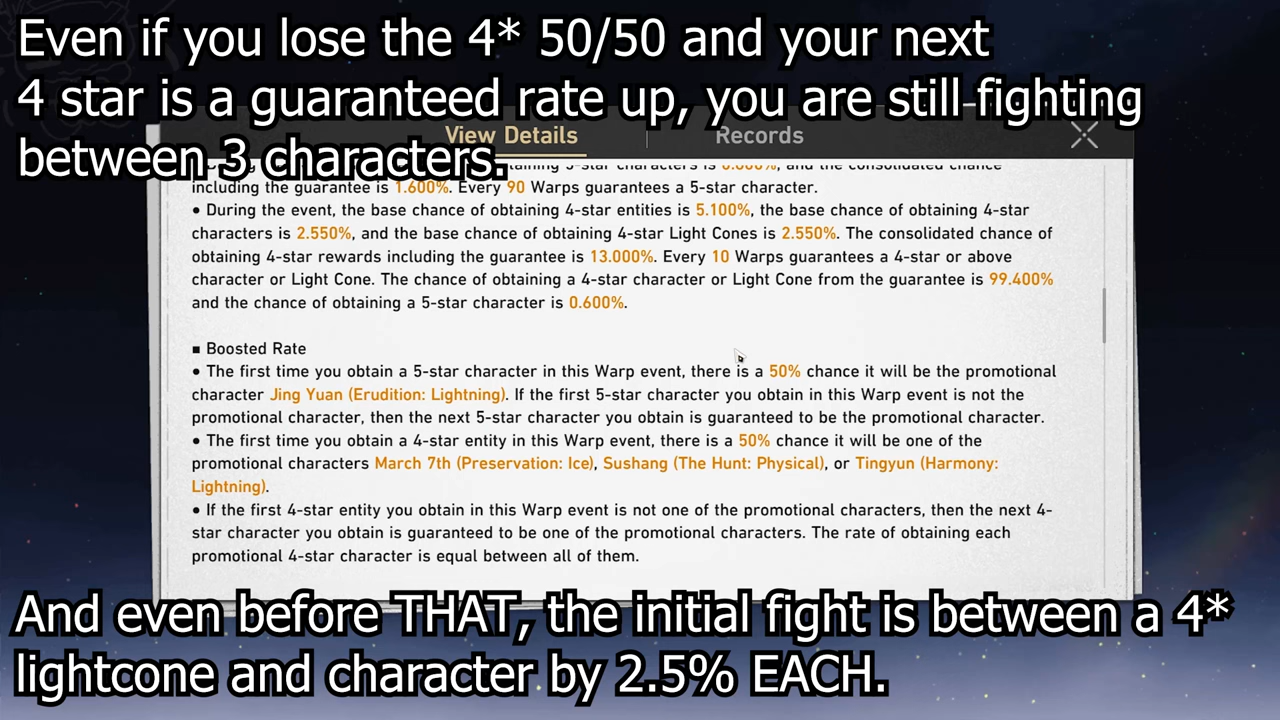 Even if you lose the 4* 50/50 and your next
4 star is a guaranteed rate up, you are still fighting
between 3 characters.
View Details
Records
taining 5-star characters is 0.600%, and the consolidated chance
including the guarantee is 1.600%. Every 90 Warps guarantees a 5-star character.
• During the event, the base chance of obtaining 4-star entities is 5.100%, the base chance of obtaining 4-star
characters is 2.550%, and the base chance of obtaining 4-star Light Cones is 2.550%. The consolidated chance of
obtaining 4-star rewards including the guarantee is 13.000%. Every 10 Warps guarantees a 4-star or above
character or Light Cone. The chance of obtaining a 4-star character or Light Cone from the guarantee is 99.400%
and the chance of obtaining a 5-star character is 0.600%.
■ Boosted Rate
• The first time you obtain a 5-star character in this Warp event, there is a 50% chance it will be the promotional
character Jing Yuan (Erudition: Lightning). If the first 5-star character you obtain in this Warp event is not the
promotional character, then the next 5-star character you obtain is guaranteed to be the promotional character.
• The first time you obtain a 4-star entity in this Warp event, there is a 50% chance it will be one of the
promotional characters March 7th (Preservation: Ice), Sushang (The Hunt: Physical), or Tingyun (Harmony:
Lightning).
• If the first 4-star entity you obtain in this Warp event is not one of the promotional characters, then the next 4-
star character you obtain is guaranteed to be one of the promotional characters. The rate of obtaining each
promotional 4-star character is equal between all of them.
And even before THAT, the initial fight is between a 4*
lightcone and character by 2.5% EACH.